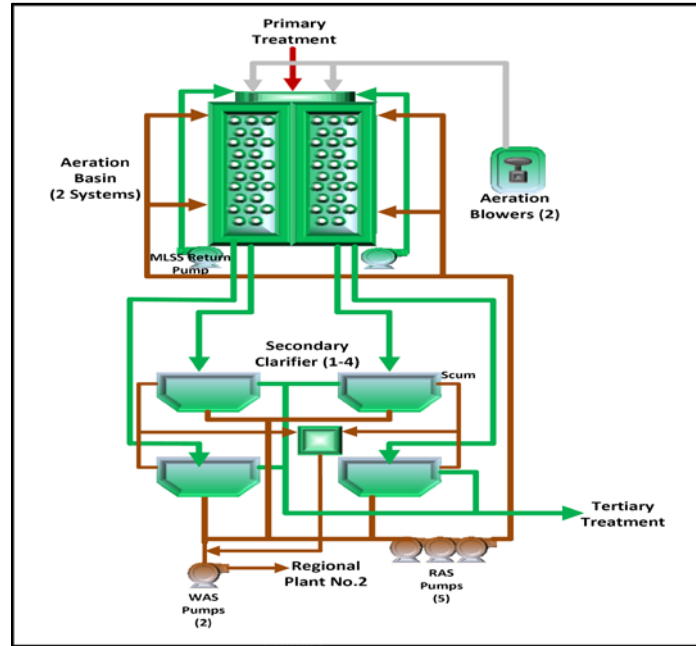 Primary
Treatment
Aeration
Basin
(2 Systems)
Aeration
Blowers (2)
MLSS Return
Pump
Secondary
Clarifier (1-4)
Scum
Tertiary
Treatment
Regional
Plant No.2
WAS
Pumps
(2)
RAS
Pumps
(5)